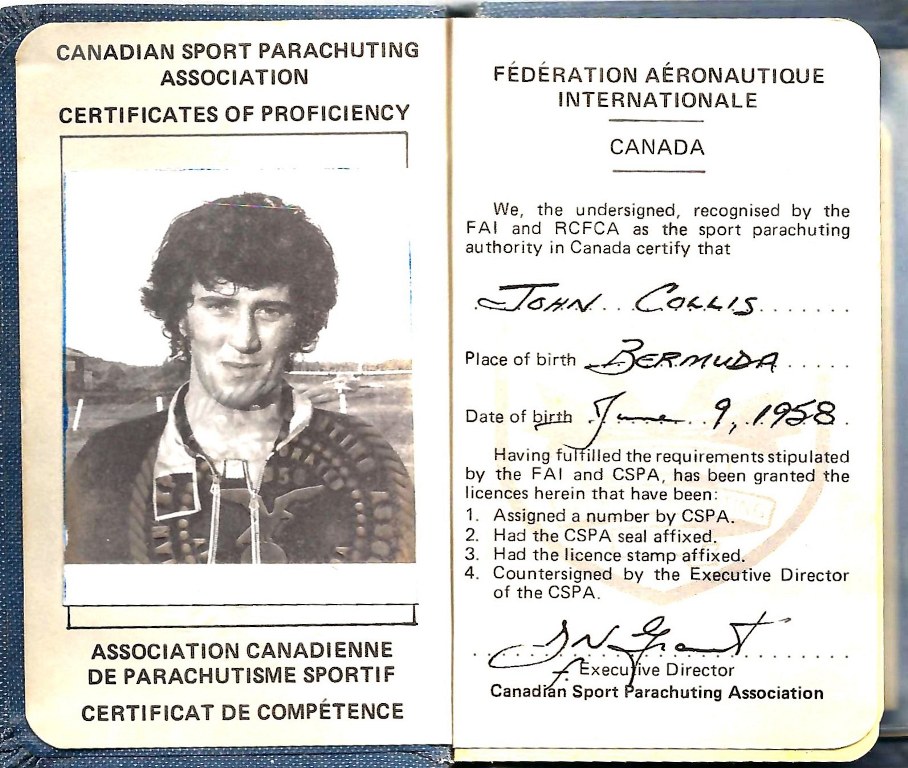 CANADIAN SPORT PARACHUTING
ASSOCIATION
CERTIFICATES OF PROFICIENCY
ASSOCIATION CANADIENNE
DE PARACHUTISME SPORTIF
CERTIFICAT DE COMPÉTENCE
FÉDÉRATION AÉRONAUTIQUE
INTERNATIONALE
CANADA
We, the undersigned, recognised by the
FAI and RCFCA as the sport parachuting
authority in Canada certify that
JOHN COLLIS
Place of birth BERMUDA
Date of birth June 9, 1958
Having fulfilled the requirements stipulated
by the FAI and CSPA, has been granted the
licences herein that have been:
1. Assigned a number by CSPA.
2. Had the CSPA seal affixed.
3. Had the licence stamp affixed.
4. Countersigned by the Executive Director
of the CSPA.
Grant
Executive Director
Canadian Sport Parachuting Association